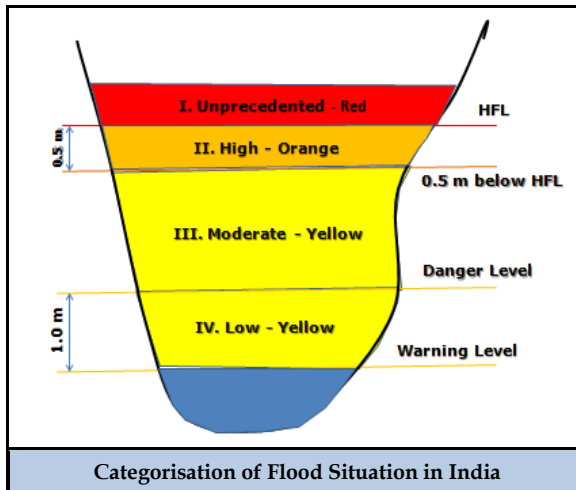 I. Unprecedented - Red
HFL
0.5 m
II. High - Orange
0.5 m below HFL
III. Moderate - Yellow
Danger Level
1.0 m
IV. Low - Yellow
Warning Level
Categorisation of Flood Situation in India